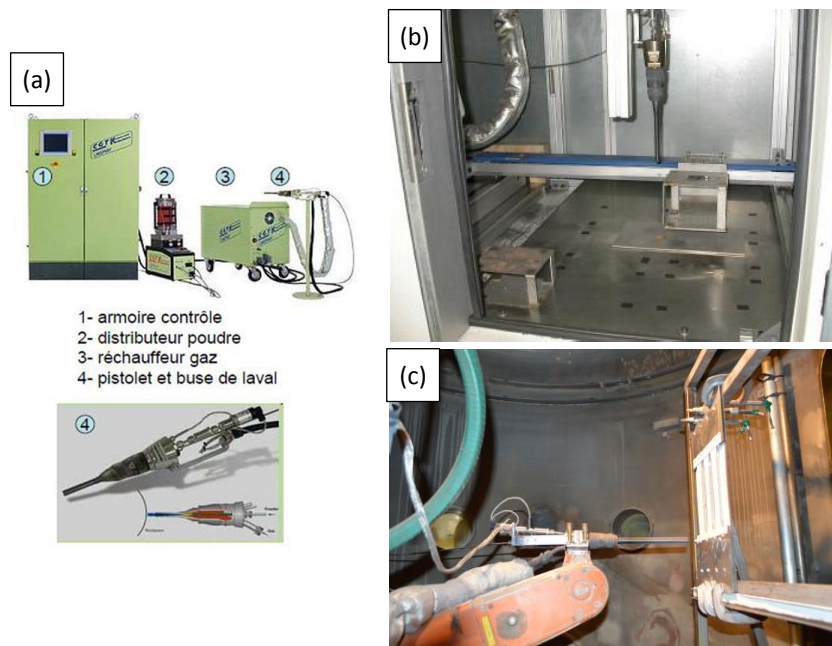 (a)
(b)
1
2
3
4
1- armoire contrôle
2- distributeur poudre
3- réchauffeur gaz
4- pistolet et buse de laval
4
(c)